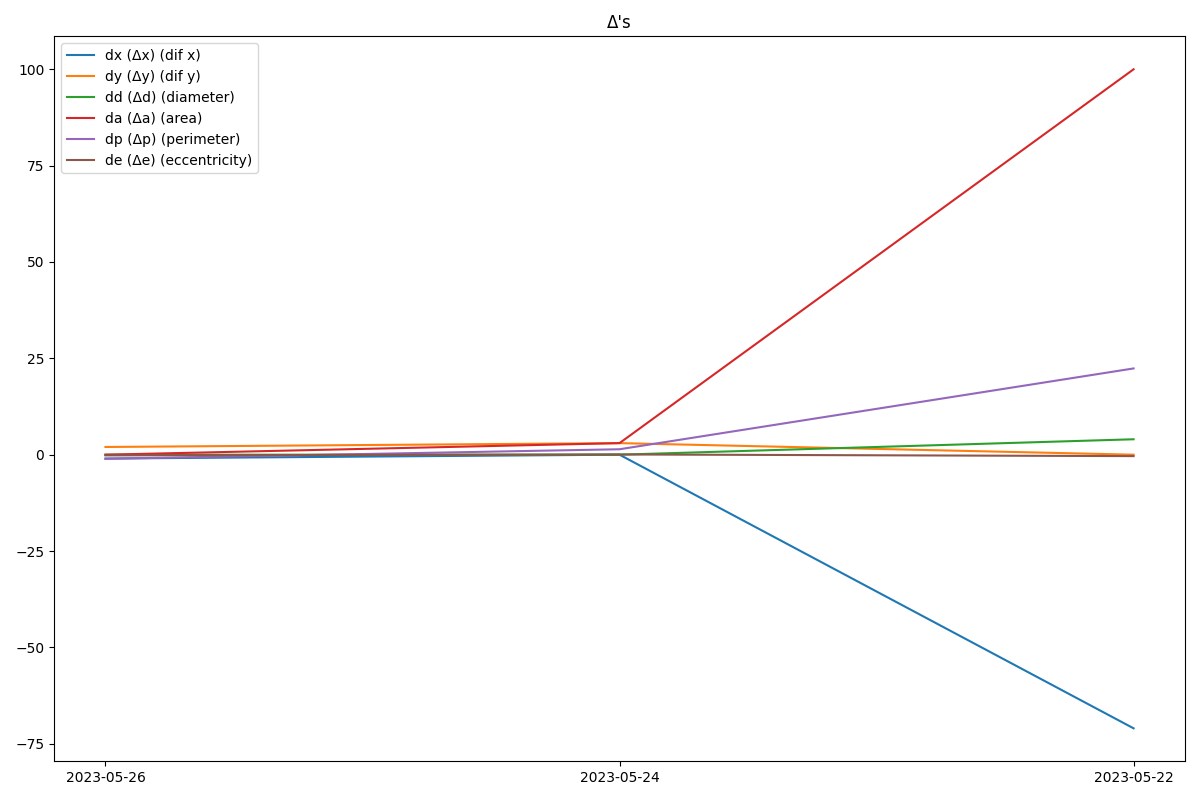 Δ's
dx (Δx) (dif x)
dy (Δy) (dif y)
dd (Δd) (diameter)
da (Δa) (area)
dp (Δp) (perimeter)
de (Δe) (eccentricity)
100
75
50
25
0
−25
−50
−75
2023-05-26
2023-05-24
2023-05-22